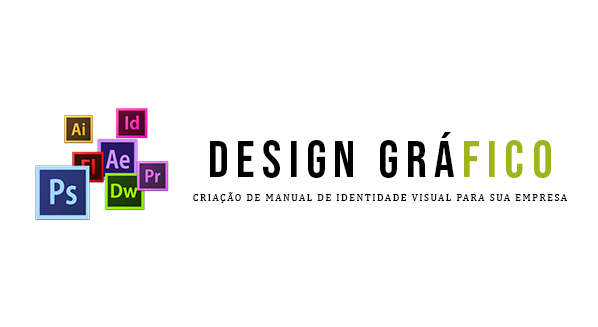 Ai
Id
Fl
Ae
Pr
Ps
Dw
DESIGN GRÁFICO
CRIAÇÃO DE MANUAL DE IDENTIDADE VISUAL PARA SUA EMPRESA